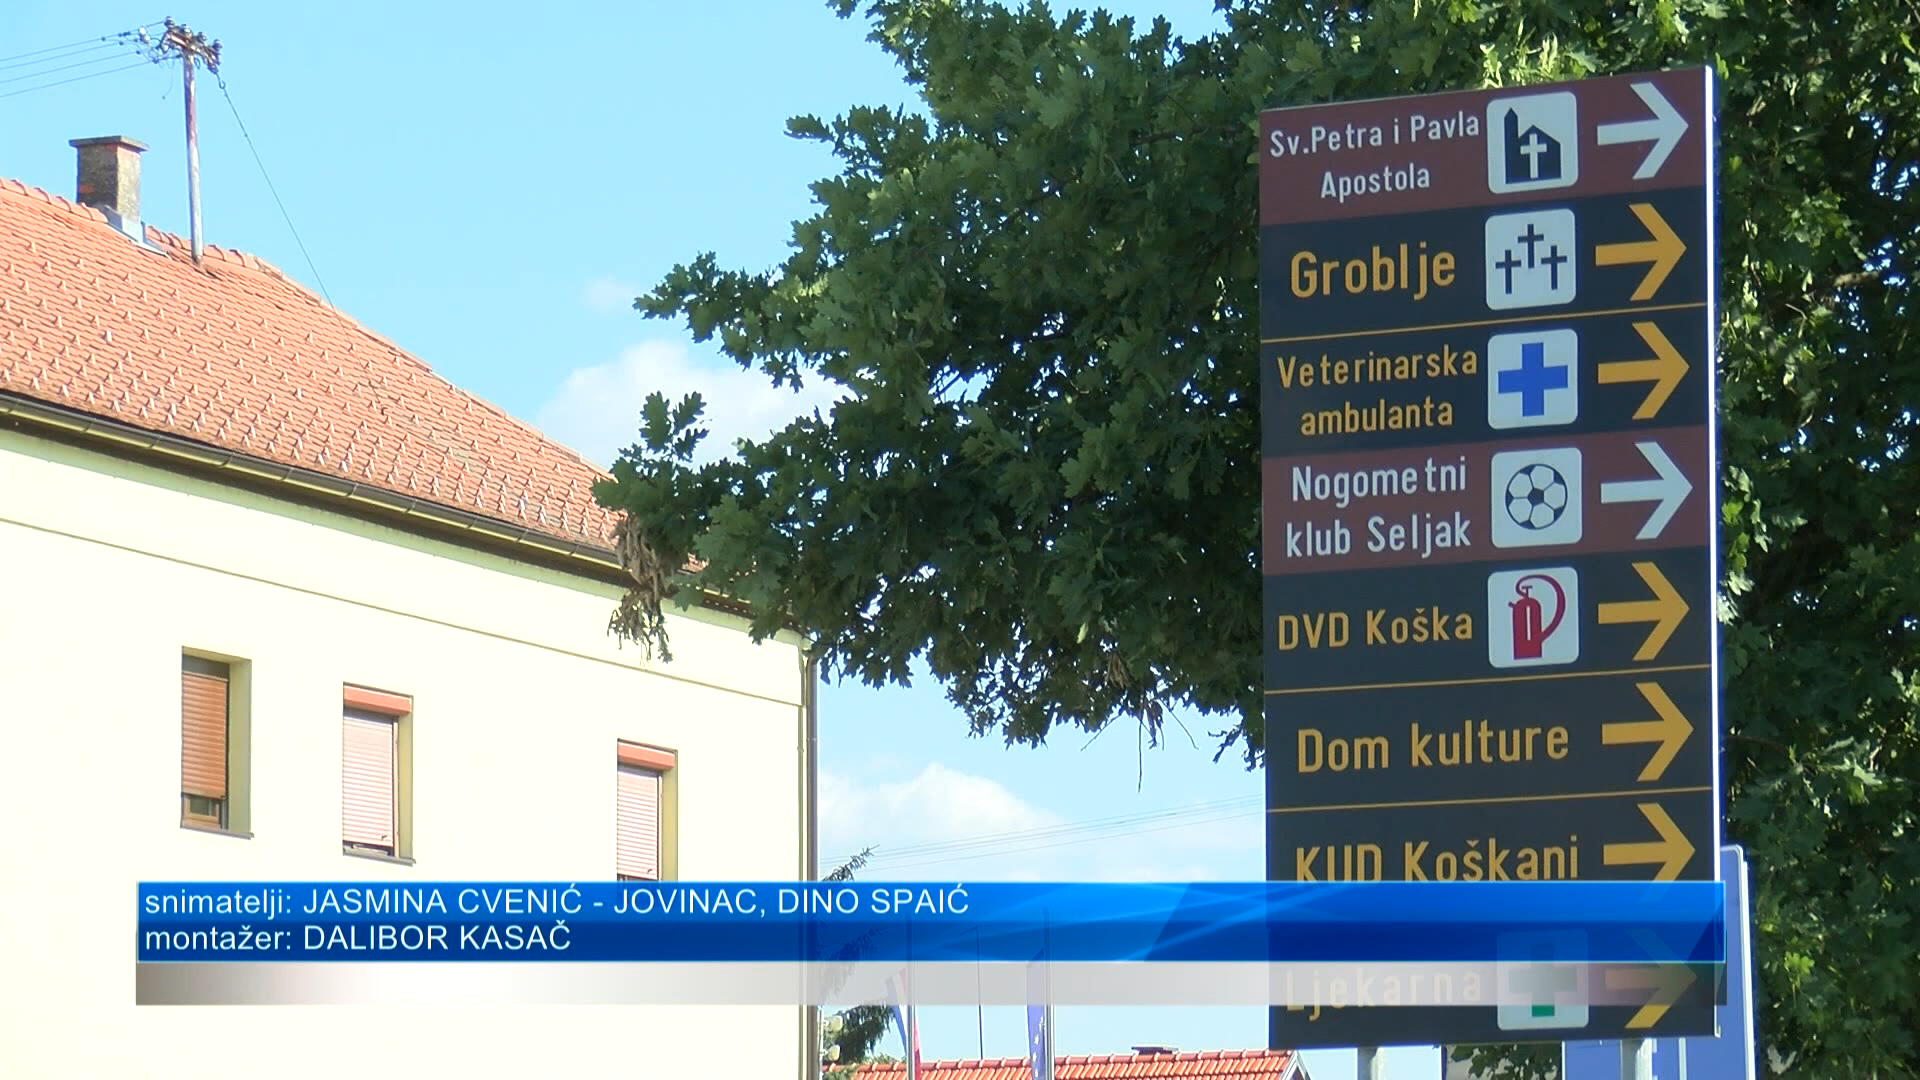 Sv.Petra i Pavla
Apostola
Groblje
Veterinarska
ambulanta
Nogometni
klub Seljak
DVD Koška
Dom kulture
KUD Koškani
Ljekarna
snimatelji: JASMINA CVENIĆ - JOVINAC, DINO SPAIĆ
montažer: DALIBOR KASAČ